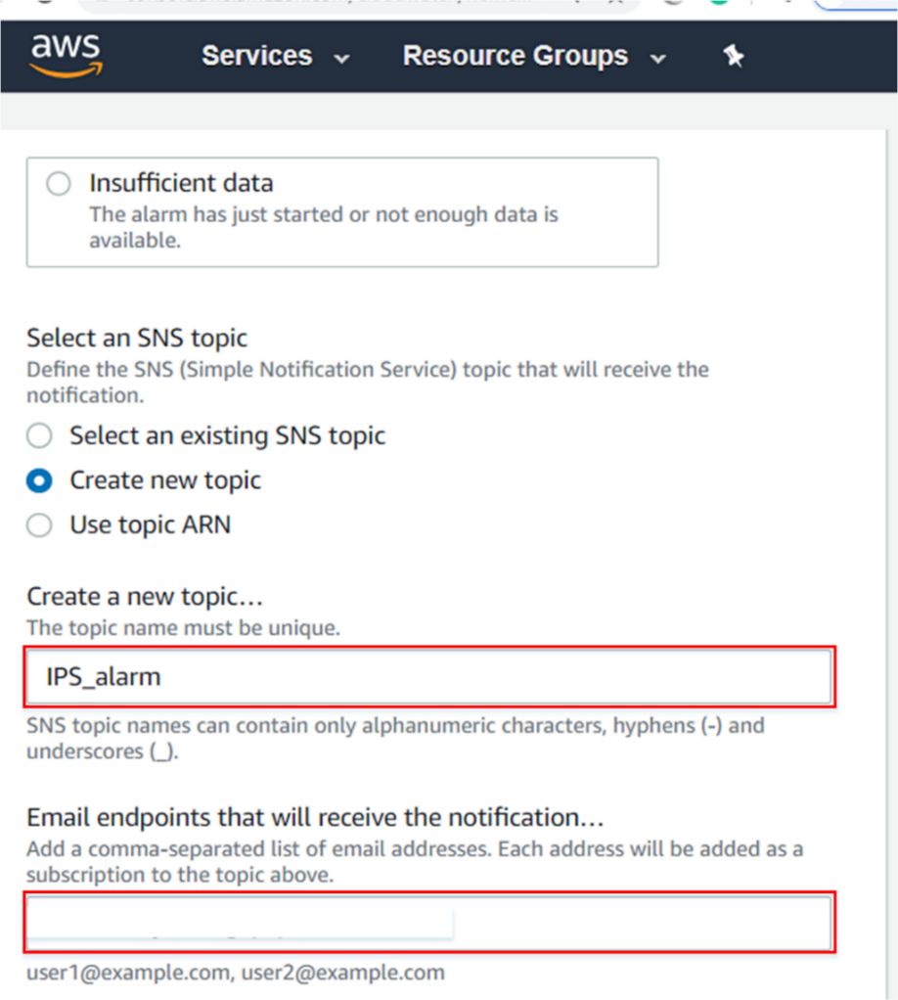 aws Services Resource Groups
Insufficient data
The alarm has just started or not enough data is
available.
Select an SNS topic
Define the SNS (Simple Notification Service) topic that will receive the
notification.
Select an existing SNS topic
Create new topic
Use topic ARN
Create a new topic...
The topic name must be unique.
IPS_alarm
SNS topic names can contain only alphanumeric characters, hyphens (-) and
underscores (_).
Email endpoints that will receive the notification...
Add a comma-separated list of email addresses. Each address will be added as a
subscription to the topic above.
user1@example.com, user2@example.com